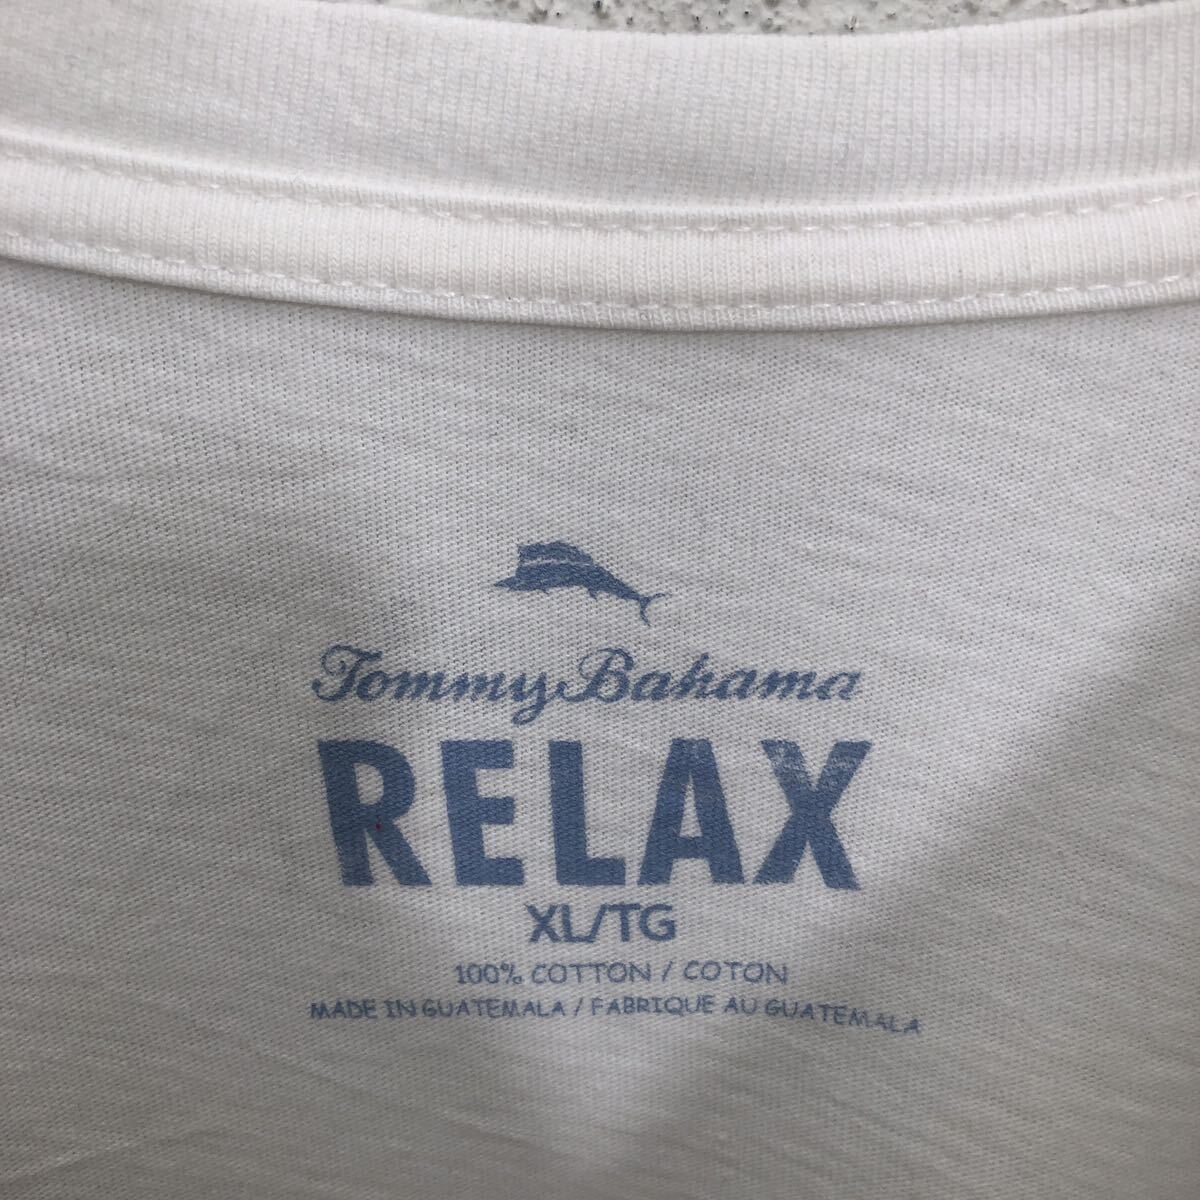 Tommy Bahama
RELAX
XL/TG
100% COTTON / COTON
MADE IN GUATEMALA / FABRIQUE AU GUATEMALA